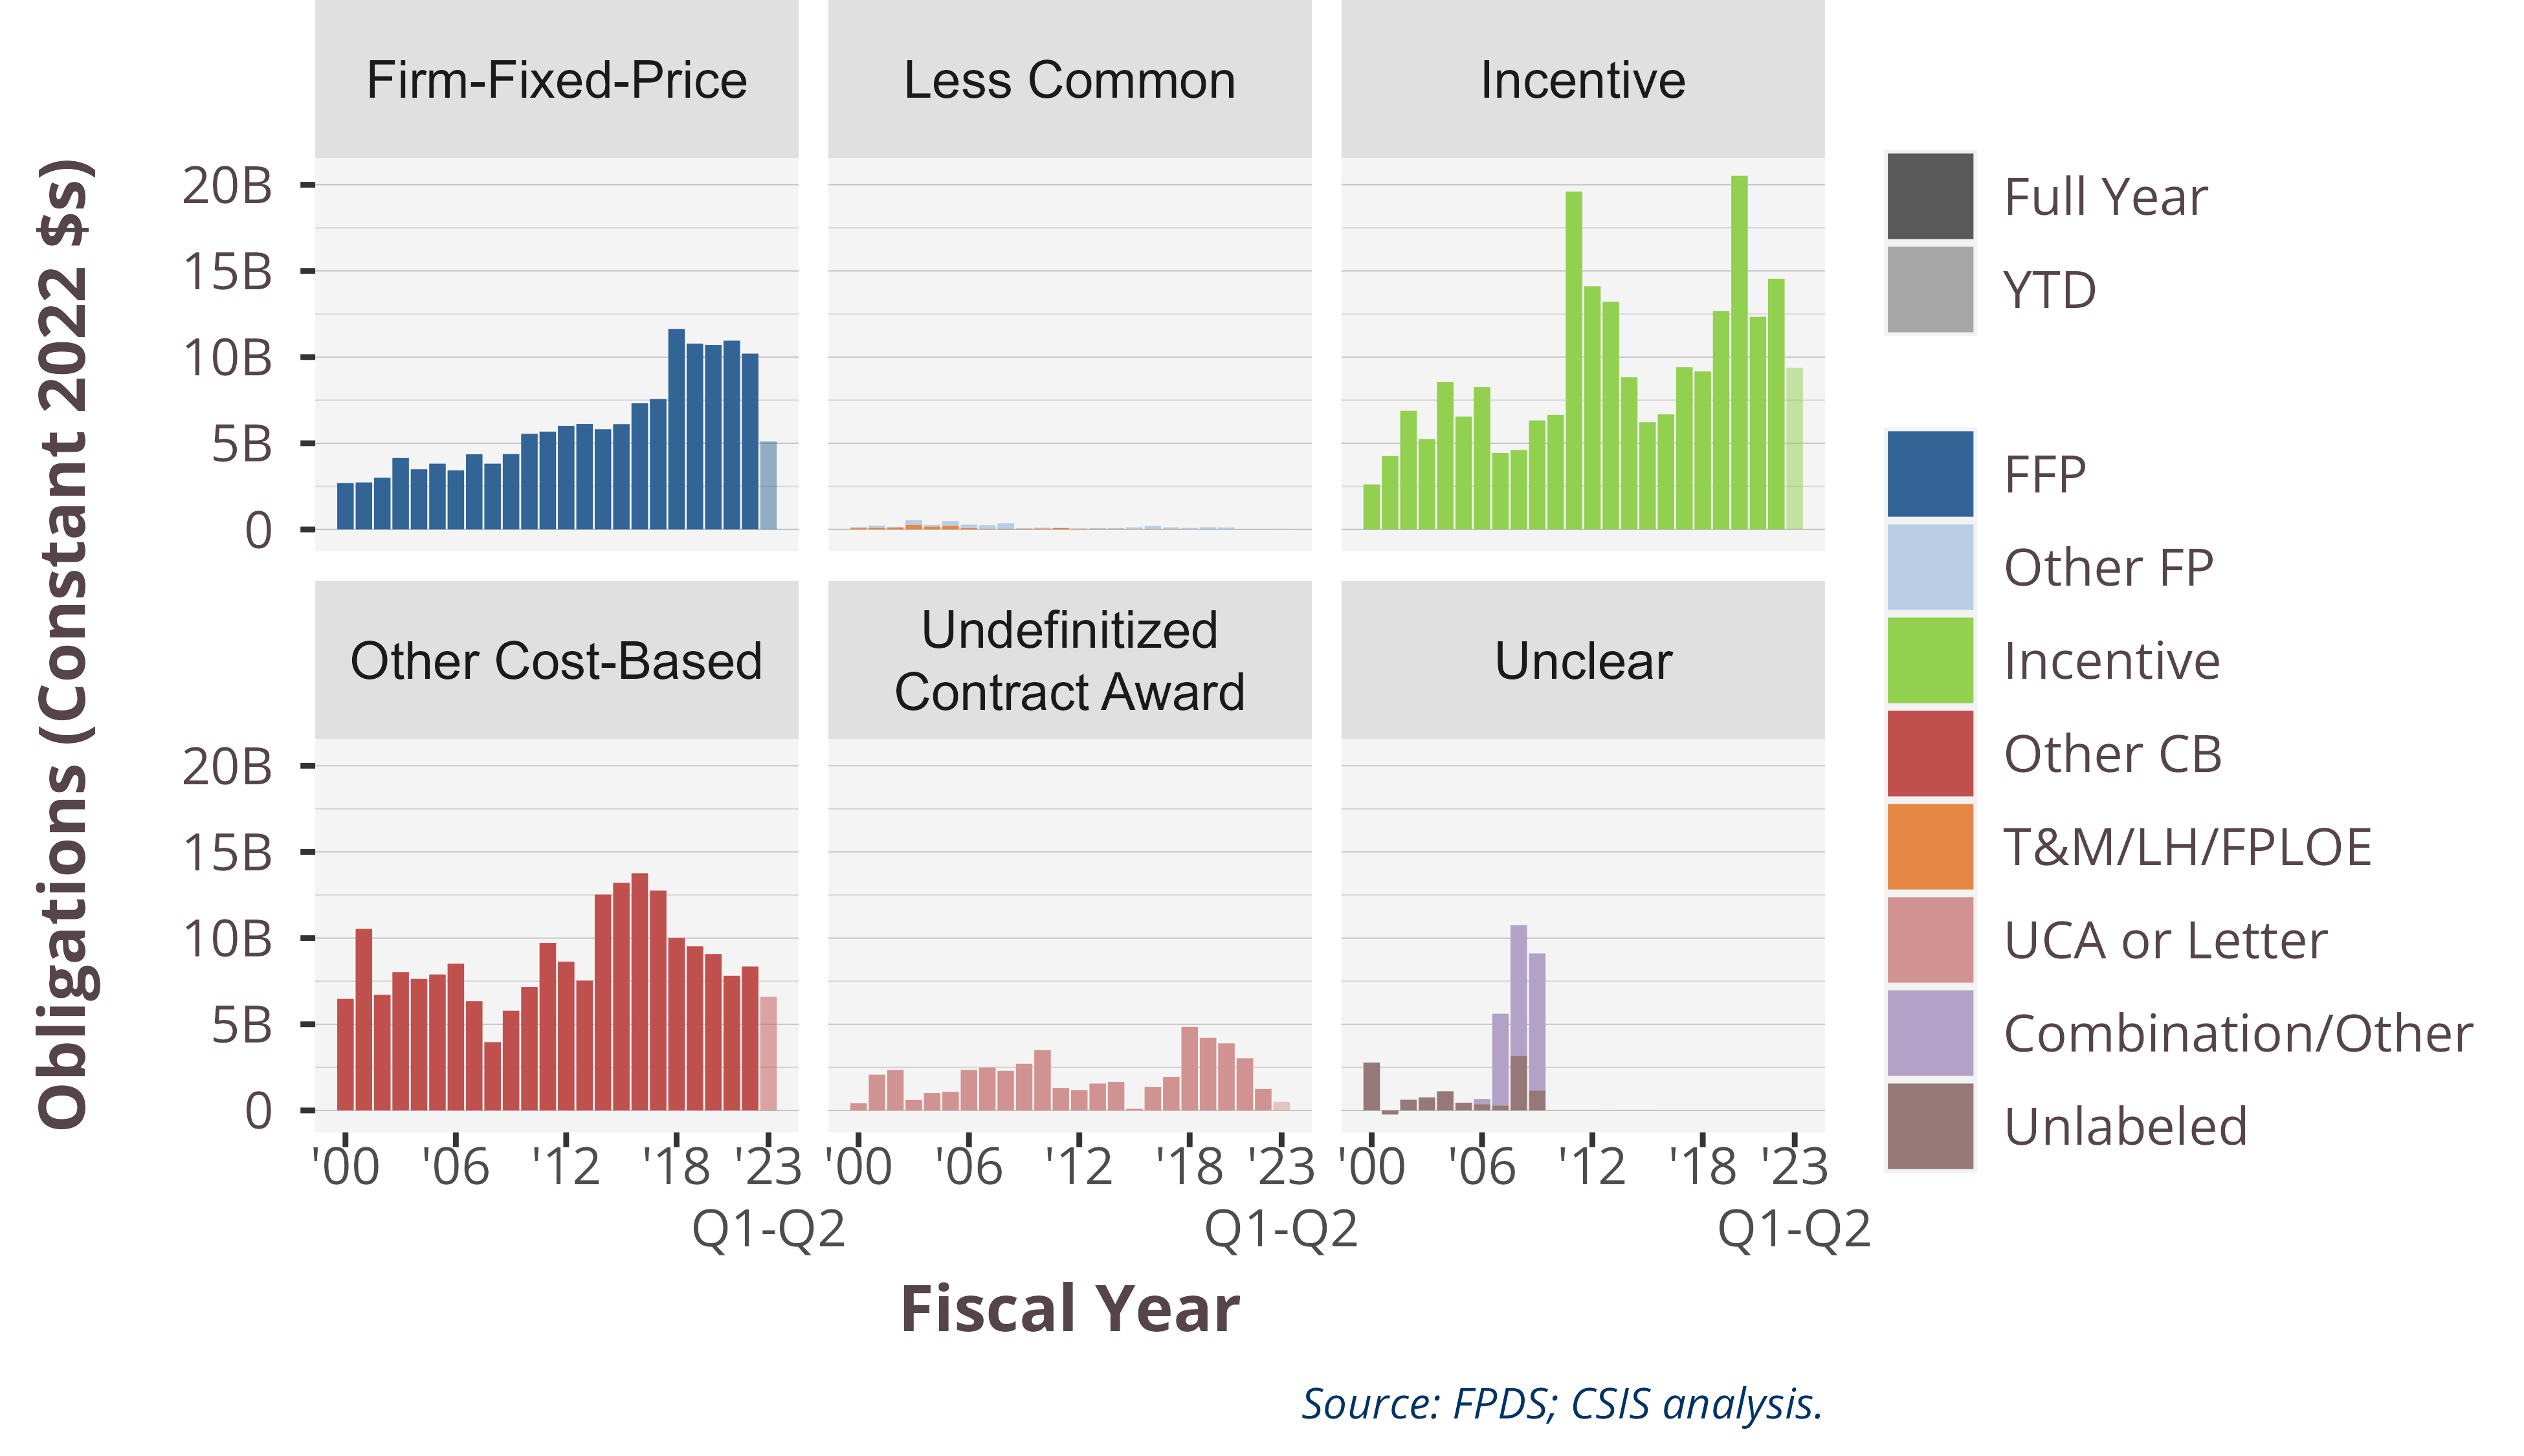 Firm-Fixed-Price
Less Common
Incentive
Obligations (Constant 2022 $s)
20B
15B
10B
5B
0
Other Cost-Based
Undefinitized
Contract Award
Unclear
20B
15B
10B
5B
0
'00 '06 '12 '18 '23
Q1-Q2
'00 '06 '12 '18 '23
Q1-Q2
'00 '06 '12 '18 '23
Q1-Q2
Fiscal Year
Full Year
YTD
FFP
Other FP
Incentive
Other CB
T&M/LH/FPLOE
UCA or Letter
Combination/Other
Unlabeled
Source: FPDS; CSIS analysis.